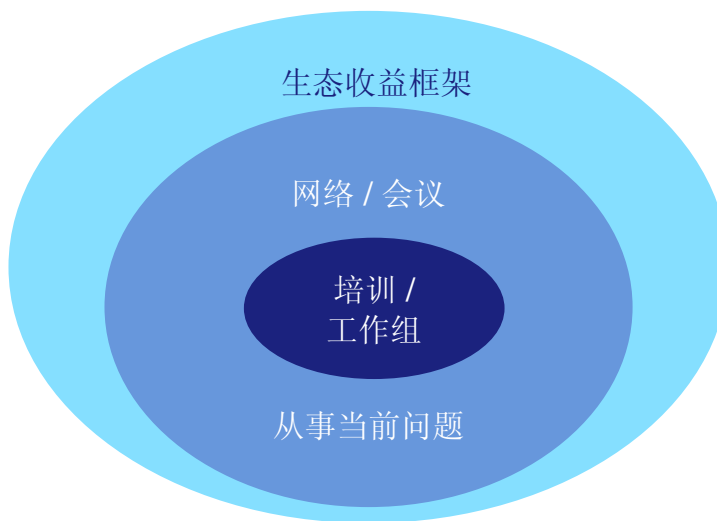 生态收益框架
网络 / 会议
培训 /
工作组
从事当前问题